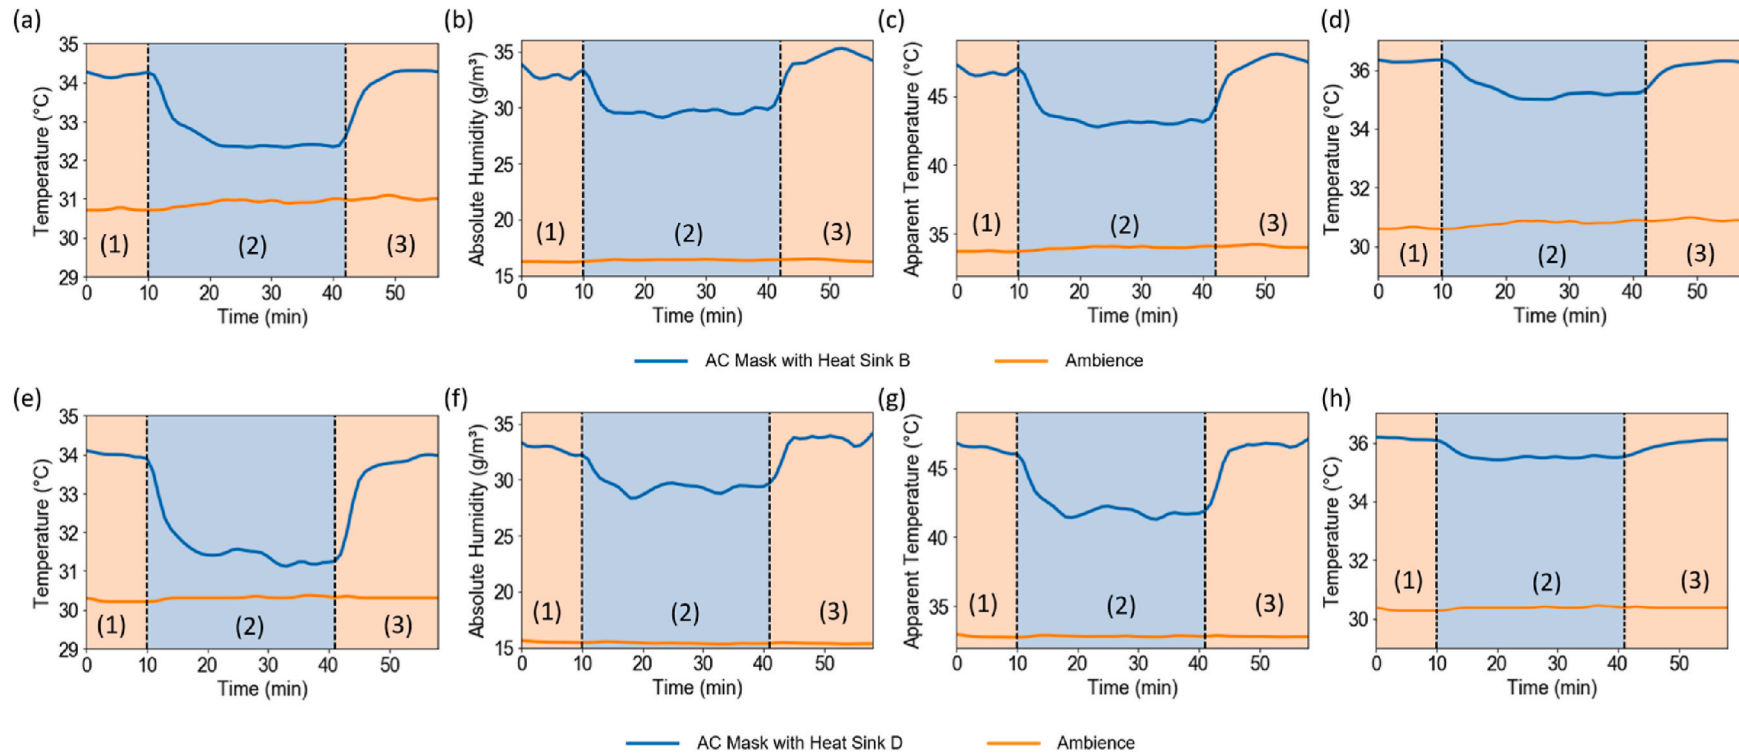 (a)
(b)
(c)
(d)
Temperature (°C)
35
34
33
32
31
30
29
(1)
(2)
(3)
0 10 20 30 40 50
Time (min)
Absolute Humidity (g/m³)
35
30
25
20
15
(1)
(2)
(3)
0 10 20 30 40 50
Time (min)
Apparent Temperature (°C)
45
40
35
(1)
(2)
(3)
0 10 20 30 40 50
Time (min)
Temperature (°C)
36
34
32
30
(1)
(2)
(3)
0 10 20 30 40 50
Time (min)
AC Mask with Heat Sink B
Ambience
(e)
(f)
(g)
(h)
Temperature (°C)
35
34
33
32
31
30
29
(1)
(2)
(3)
0 10 20 30 40 50
Time (min)
Absolute Humidity (g/m³)
35
30
25
20
15
(1)
(2)
(3)
0 10 20 30 40 50
Time (min)
Apparent Temperature (°C)
45
40
35
(1)
(2)
(3)
0 10 20 30 40 50
Time (min)
Temperature (°C)
36
34
32
30
(1)
(2)
(3)
0 10 20 30 40 50
Time (min)
AC Mask with Heat Sink D
Ambience